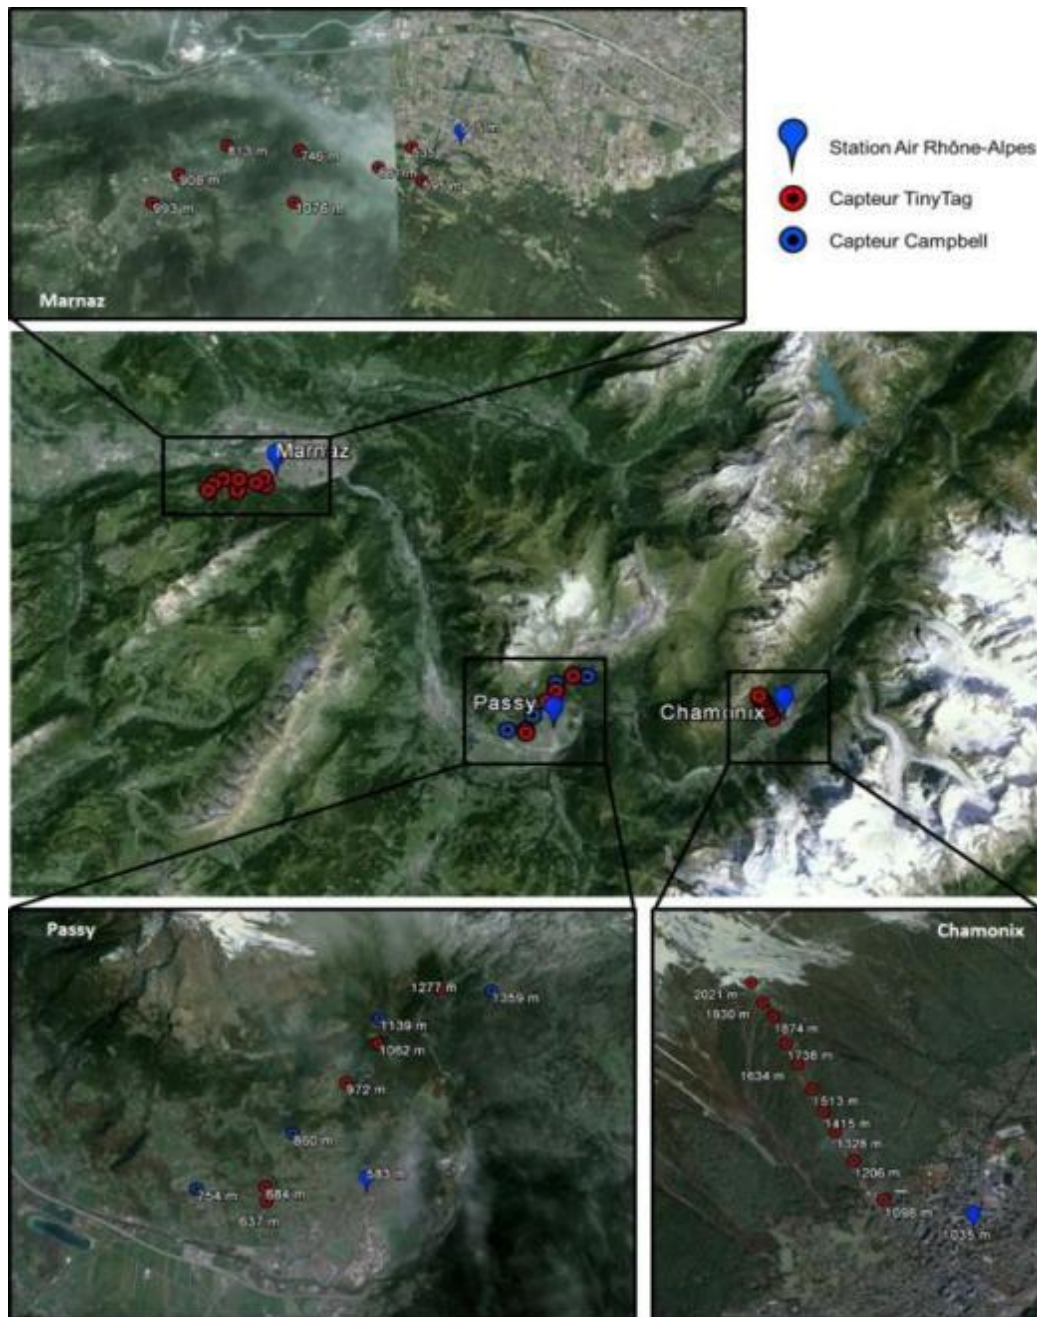 813 m
746 m
908 m
993 m
1076 m
Marnaz
Station Air Rhône-Alpes
Capteur TinyTag
Capteur Campbell
Marnaz
Passy
Chamonix
Passy
1277 m
1359 m
1139 m
1062 m
972 m
860 m
583 m
754 m
684 m
637 m
Chamonix
2021 m
1930 m
1874 m
1738 m
1634 m
1513 m
1415 m
1328 m
1206 m
1098 m
1035 m